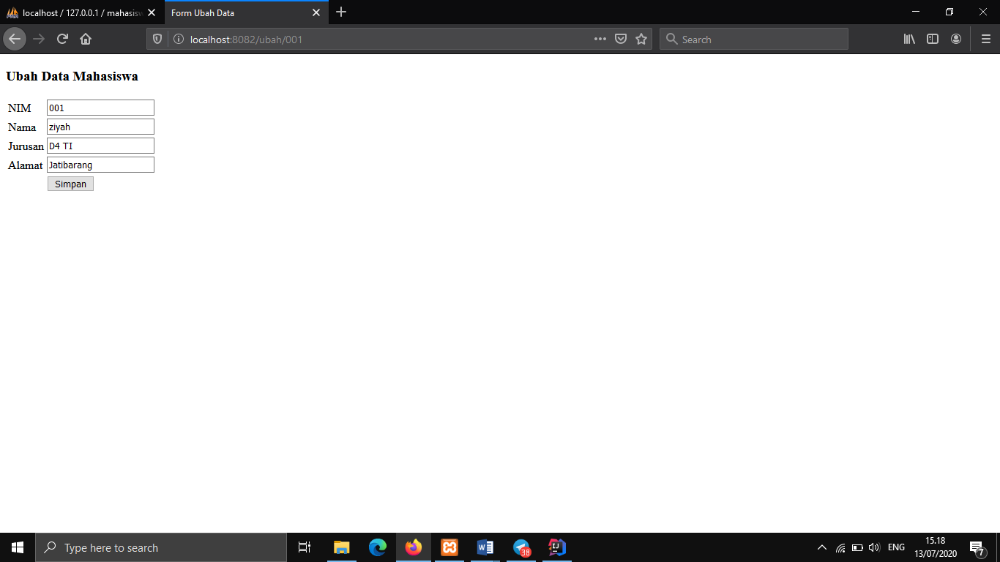 localhost / 127.0.0.1 / mahasisw
Form Ubah Data
localhost:8082/ubah/001
Search
Ubah Data Mahasiswa
NIM 001
Nama ziyah
Jurusan D4 TI
Alamat Jatibarang
Simpan
Type here to search
38
IJ
ENG
15.18
13/07/2020
7